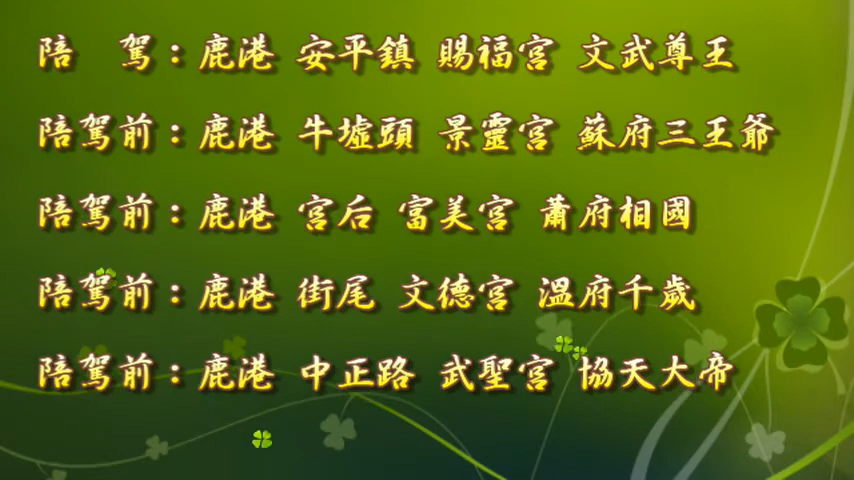 陪　駕：鹿港 安平鎮 賜福宮 文武尊王
陪駕前：鹿港 牛墟頭 景靈宮 蘇府三王爺
陪駕前：鹿港 宮后 富美宮 蕭府相國
陪駕前：鹿港 街尾 文德宮 溫府千歲
陪駕前：鹿港 中正路 武聖宮 協天大帝